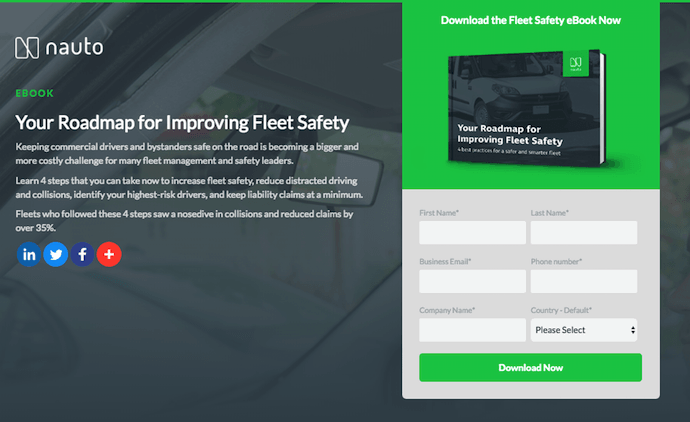 nauto
EBOOK
Your Roadmap for Improving Fleet Safety
Keeping commercial drivers and bystanders safe on the road is becoming a bigger and
more costly challenge for many fleet management and safety leaders.
Learn 4 steps that you can take now to increase fleet safety, reduce distracted driving
and collisions, identify your highest-risk drivers, and keep liability claims at a minimum.
Fleets who followed these 4 steps saw a nosedive in collisions and reduced claims by
over 35%.
Download the Fleet Safety eBook Now
nauto
Your Roadmap for
Improving Fleet Safety
4 best practices for a safer and smarter fleet
First Name*
Last Name*
Business Email*
Phone number*
Company Name*
Country - Default*
Please Select
Download Now